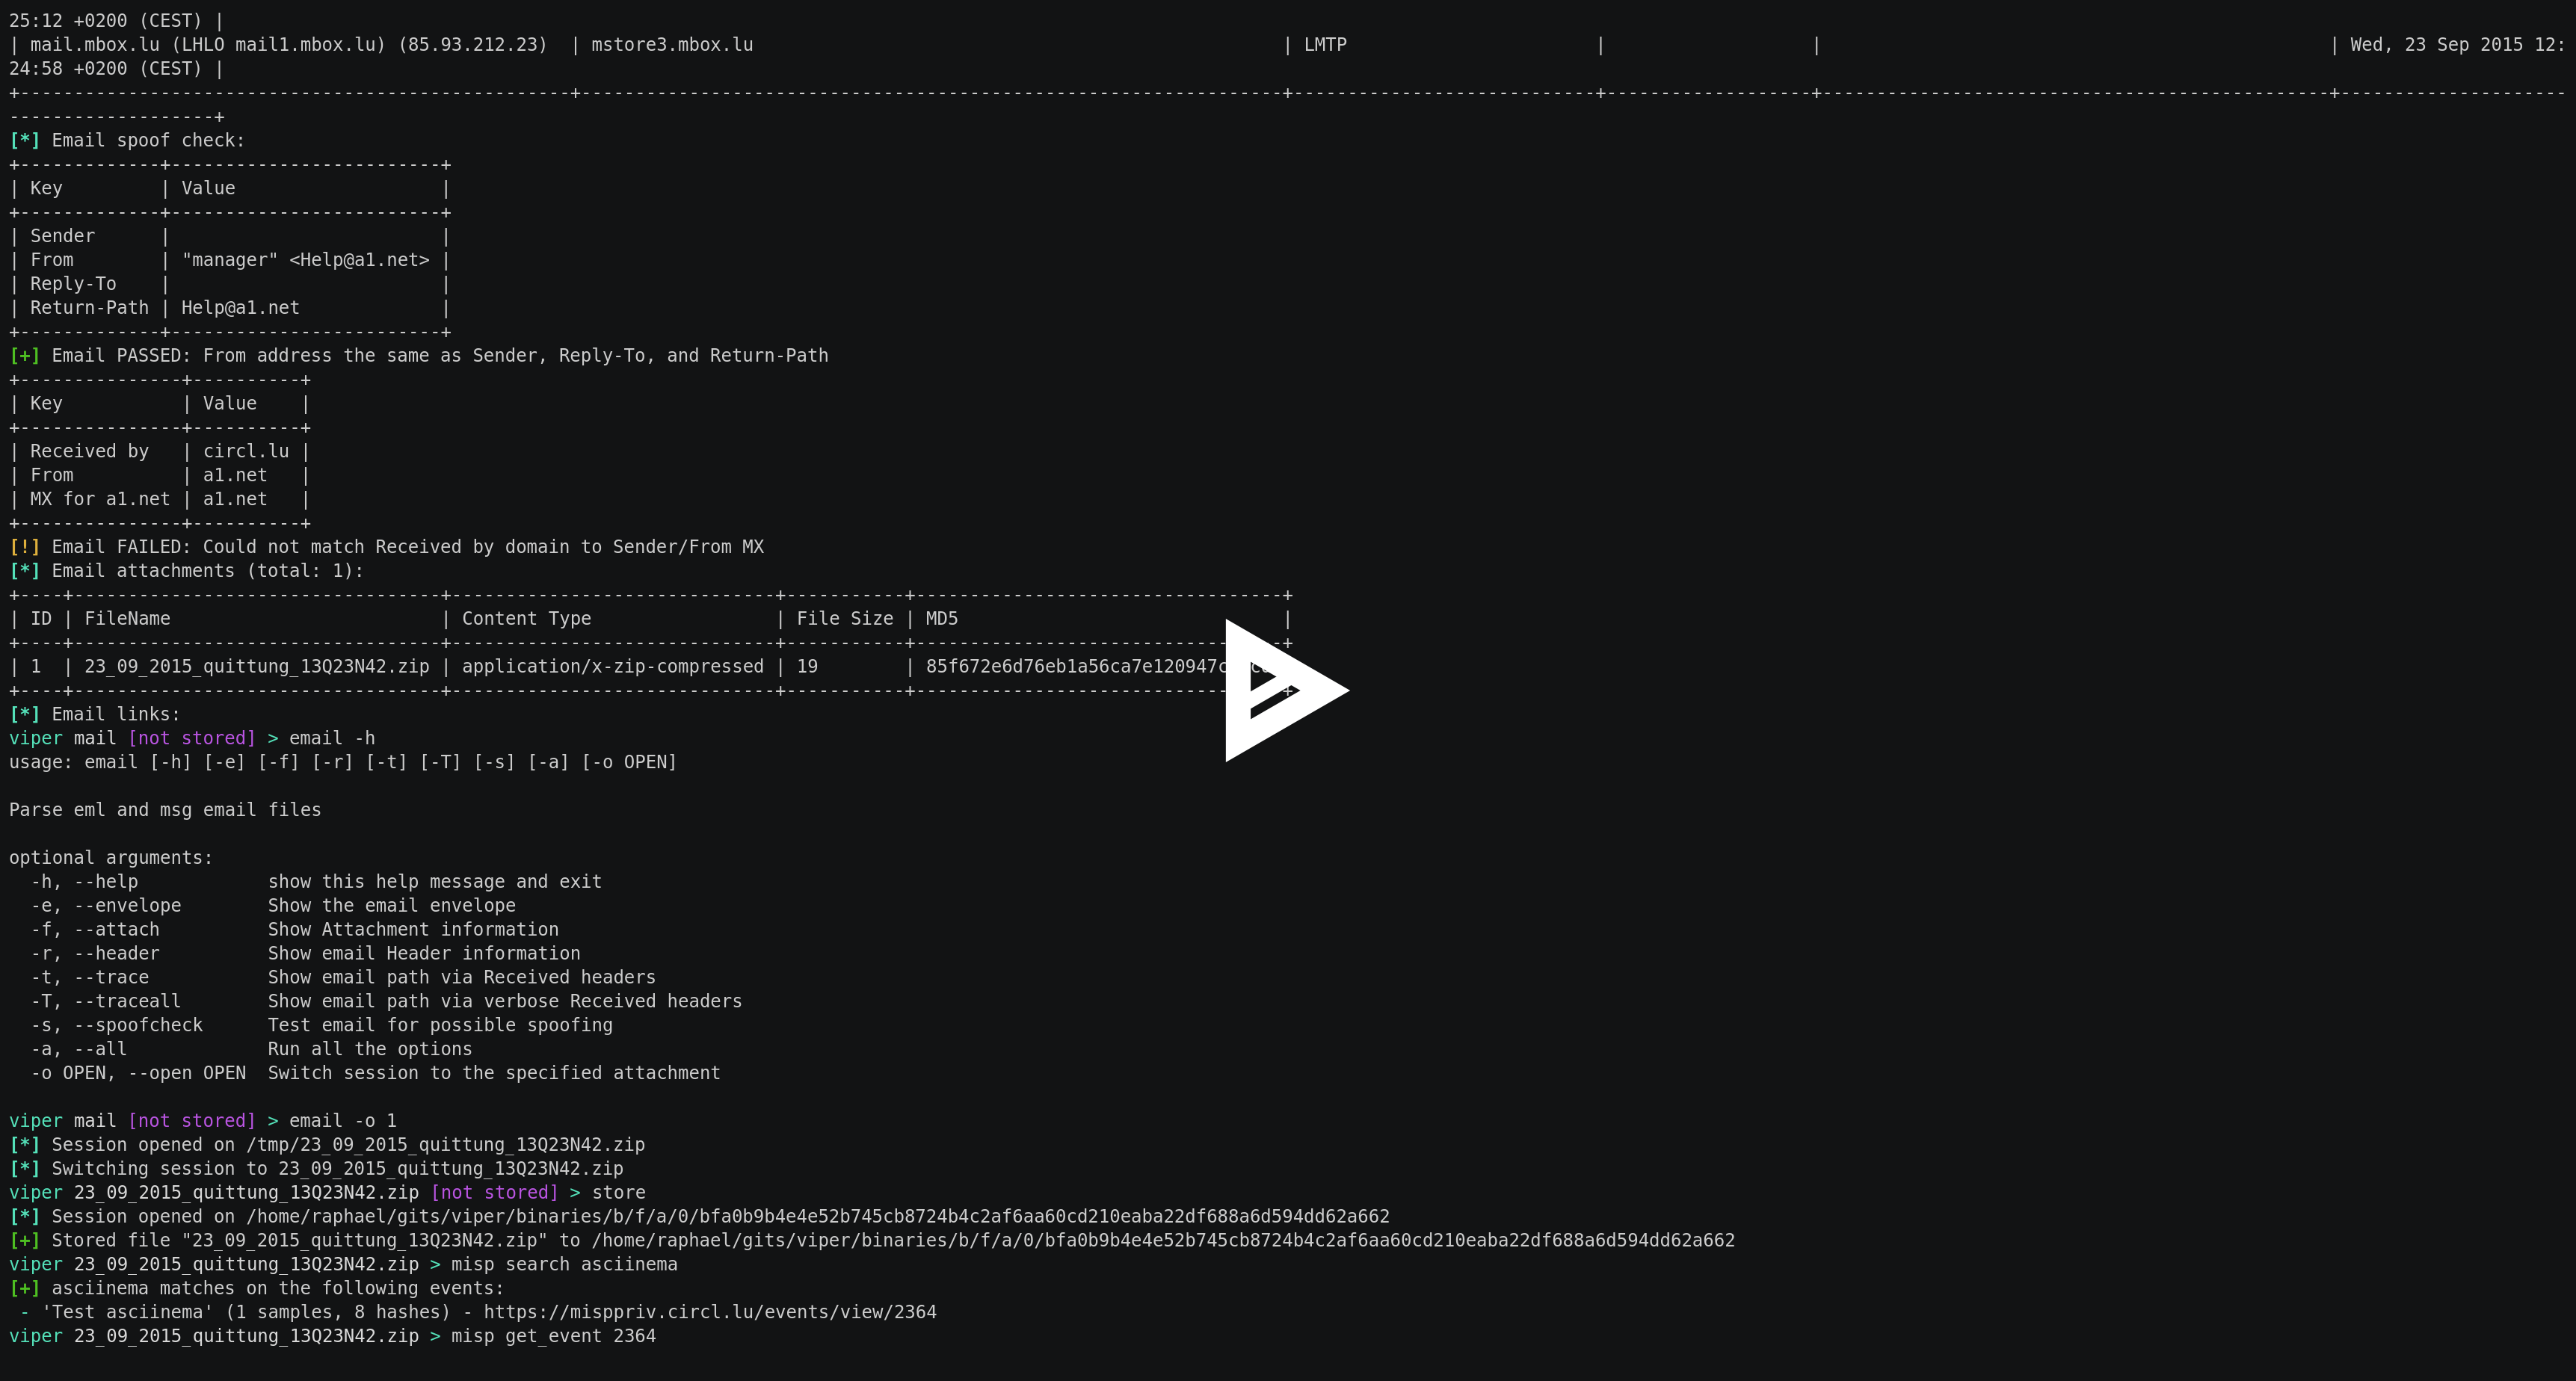 25:12 +0200 (CEST) |
| mail.mbox.lu (LHLO mail1.mbox.lu) (85.93.212.23)  | mstore3.mbox.lu                                                 | LMTP                       |                   |                                               | Wed, 23 Sep 2015 12:
24:58 +0200 (CEST) |
+---------------------------------------------------+-----------------------------------------------------------------+----------------------------+-------------------+-----------------------------------------------+---------------------
-------------------+
[*] Email spoof check:
+-------------+-------------------------+
| Key         | Value                   |
+-------------+-------------------------+
| Sender      |                         |
| From        | "manager" <Help@a1.net> |
| Reply-To    |                         |
| Return-Path | Help@a1.net             |
+-------------+-------------------------+
[+] Email PASSED: From address the same as Sender, Reply-To, and Return-Path
+---------------+----------+
| Key           | Value    |
+---------------+----------+
| Received by   | circl.lu |
| From          | a1.net   |
| MX for a1.net | a1.net   |
+---------------+----------+
[!] Email FAILED: Could not match Received by domain to Sender/From MX
[*] Email attachments (total: 1):
+----+----------------------------------+------------------------------+-----------+----------------------------------+
| ID | FileName                         | Content Type                 | File Size | MD5                              |
+----+----------------------------------+------------------------------+-----------+----------------------------------+
| 1  | 23_09_2015_quittung_13Q23N42.zip | application/x-zip-compressed | 19        |
+----+----------------------------------+------------------------------+-----------+----------------------------------+
[*] Email links:
viper mail [not stored] > email -h
usage: email [-h] [-e] [-f] [-r] [-t] [-T] [-s] [-a] [-o OPEN]

Parse eml and msg email files

optional arguments:
  -h, --help            show this help message and exit
  -e, --envelope        Show the email envelope
  -f, --attach          Show Attachment information
  -r, --header          Show email Header information
  -t, --trace           Show email path via Received headers
  -T, --traceall        Show email path via verbose Received headers
  -s, --spoofcheck      Test email for possible spoofing
  -a, --all             Run all the options
  -o OPEN, --open OPEN  Switch session to the specified attachment

viper mail [not stored] > email -o 1
[*] Session opened on /tmp/23_09_2015_quittung_13Q23N42.zip
[*] Switching session to 23_09_2015_quittung_13Q23N42.zip
viper 23_09_2015_quittung_13Q23N42.zip [not stored] > store
[*] Session opened on /home/raphael/gits/viper/binaries/b/f/a/0/bfa0b9b4e4e52b745cb8724b4c2af6aa60cd210eaba22df688a6d594dd62a662
[+] Stored file "23_09_2015_quittung_13Q23N42.zip" to /home/raphael/gits/viper/binaries/b/f/a/0/bfa0b9b4e4e52b745cb8724b4c2af6aa60cd210eaba22df688a6d594dd62a662
viper 23_09_2015_quittung_13Q23N42.zip > misp search asciinema
[+] asciinema matches on the following events:
 - 'Test asciinema' (1 samples, 8 hashes) - https://misppriv.circl.lu/events/view/2364
viper 23_09_2015_quittung_13Q23N42.zip > misp get_event 2364